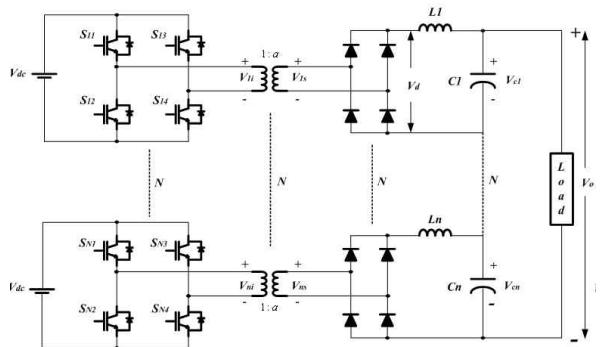 S11
S13
L1
+
1:a
+
+
+
+
Vdc
V1i
V1s
Vd
C1
Vc1
S12
S14
-
-
-
-
N
N
N
N
Load
Vo
Ln
SN1
SN3
+
+
+
Vdc
Vni
Vns
Cn
Vcn
SN2
SN4
-
-
1:a
-
-